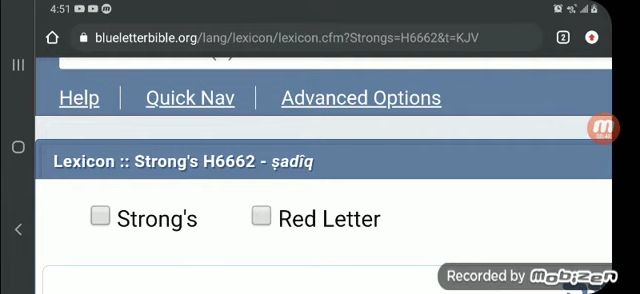 4:51
blueletterbible.org/lang/lexicon/lexicon.cfm?Strongs=H6662&t=KJV
2
Help | Quick Nav | Advanced Options
Lexicon :: Strong's H6662 - ṣadîq
Strong's
Red Letter
Recorded by Mobizen